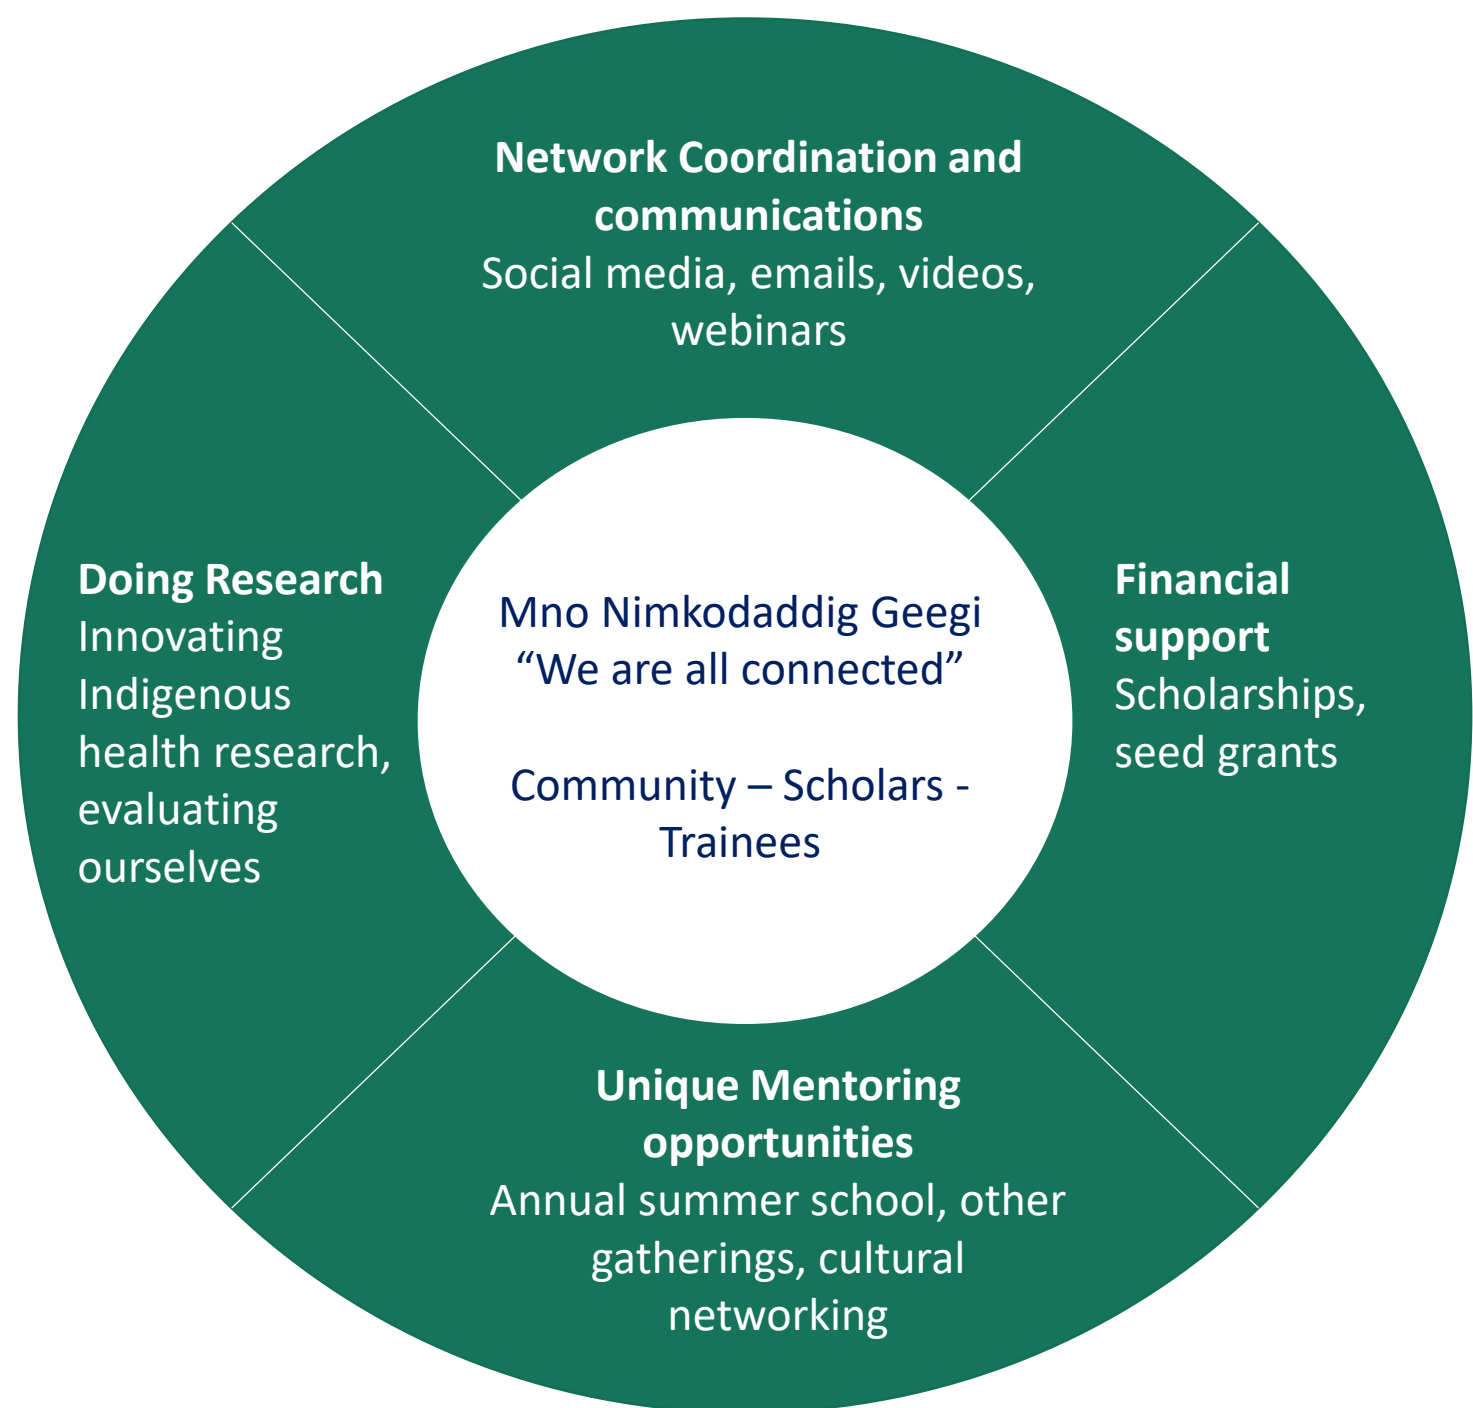 Network Coordination and
communications
Social media, emails, videos,
webinars
Doing Research
Innovating
Indigenous
health research,
evaluating
ourselves
Mno Nimkodaddig Geegi
“We are all connected”
Community – Scholars -
Trainees
Financial
support
Scholarships,
seed grants
Unique Mentoring
opportunities
Annual summer school, other
gatherings, cultural
networking